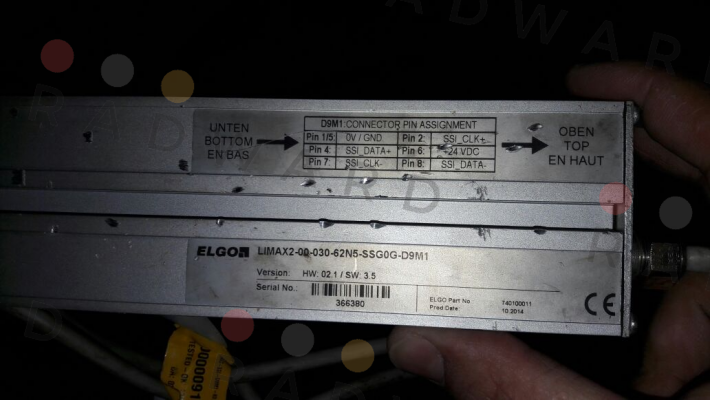 D9M1:CONNECTOR PIN ASSIGNMENT
UNTEN
BOTTOM
EN BAS
Pin 1/5: 0V / GND Pin 2: SSI_CLK+
Pin 4: SSI_DATA+ Pin 6: +24 VDC
Pin 7: SSI_CLK- Pin 8: SSI_DATA-
OBEN
TOP
EN HAUT
ELGO LIMAX2-00-030-62N5-SSG0G-D9M1
Version: HW: 02.1 / SW: 3.5
Serial No.:
366380
ELGO Part No 740100011
Prod Date: 10.2014
CE
RADWARD